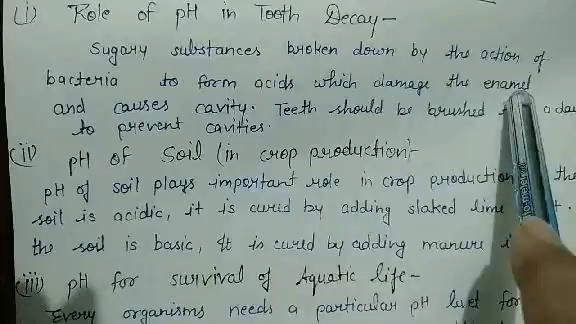 (i) Role of pH in Tooth Decay-
Sugary substances broken down by the action of
bacteria to form acids which damage the enamel
and causes cavity. Teeth should be brushed a day
to prevent cavities.
(ii) pH of Soil (in crop production)-
pH of soil plays important role in crop production the
soil is acidic, it is cured by adding slaked lime
the soil is basic, It is cured by adding manure
(iii) pH for survival of Aquatic life-
Every organisms needs a particular pH for